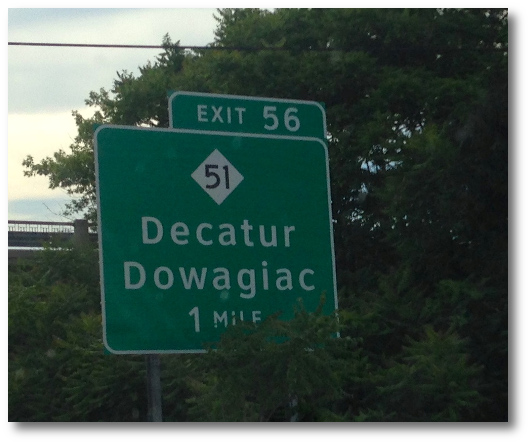 EXIT 56
51
Decatur
Dowagiac
1 MILE